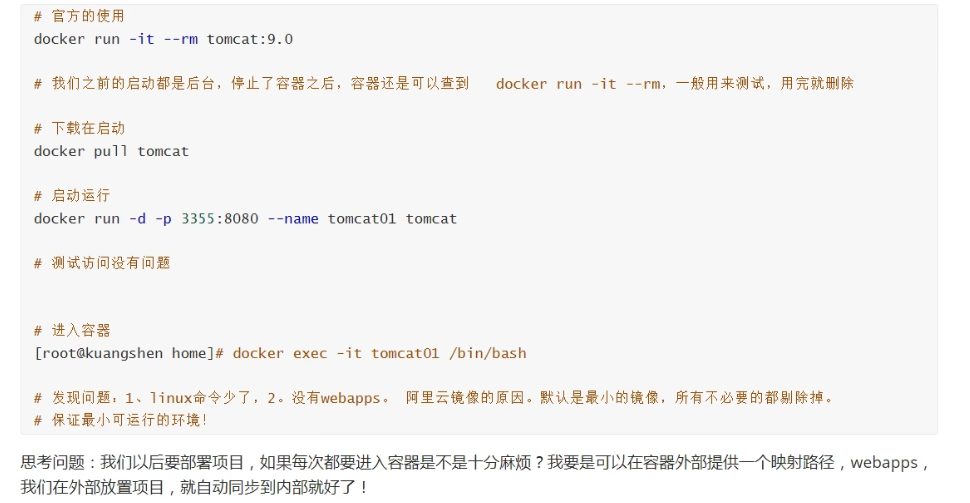 # 官方的使用
docker run -it --rm tomcat:9.0
# 我们之前的启动都是后台，停止了容器之后，容器还是可以查到   docker run -it --rm，一般用来测试，用完就删除
# 下载在启动
docker pull tomcat
# 启动运行
docker run -d -p 3355:8080 --name tomcat01 tomcat
# 测试访问没有问题
# 进入容器
[root@kuangshen home]# docker exec -it tomcat01 /bin/bash
# 发现问题：1、linux命令少了，2。没有webapps。 阿里云镜像的原因。默认是最小的镜像，所有不必要的都剔除掉。
# 保证最小可运行的环境！
思考问题：我们以后要部署项目，如果每次都要进入容器是不是十分麻烦？我要是可以在容器外部提供一个映射路径，webapps，
我们在外部放置项目，就自动同步到内部就好了！